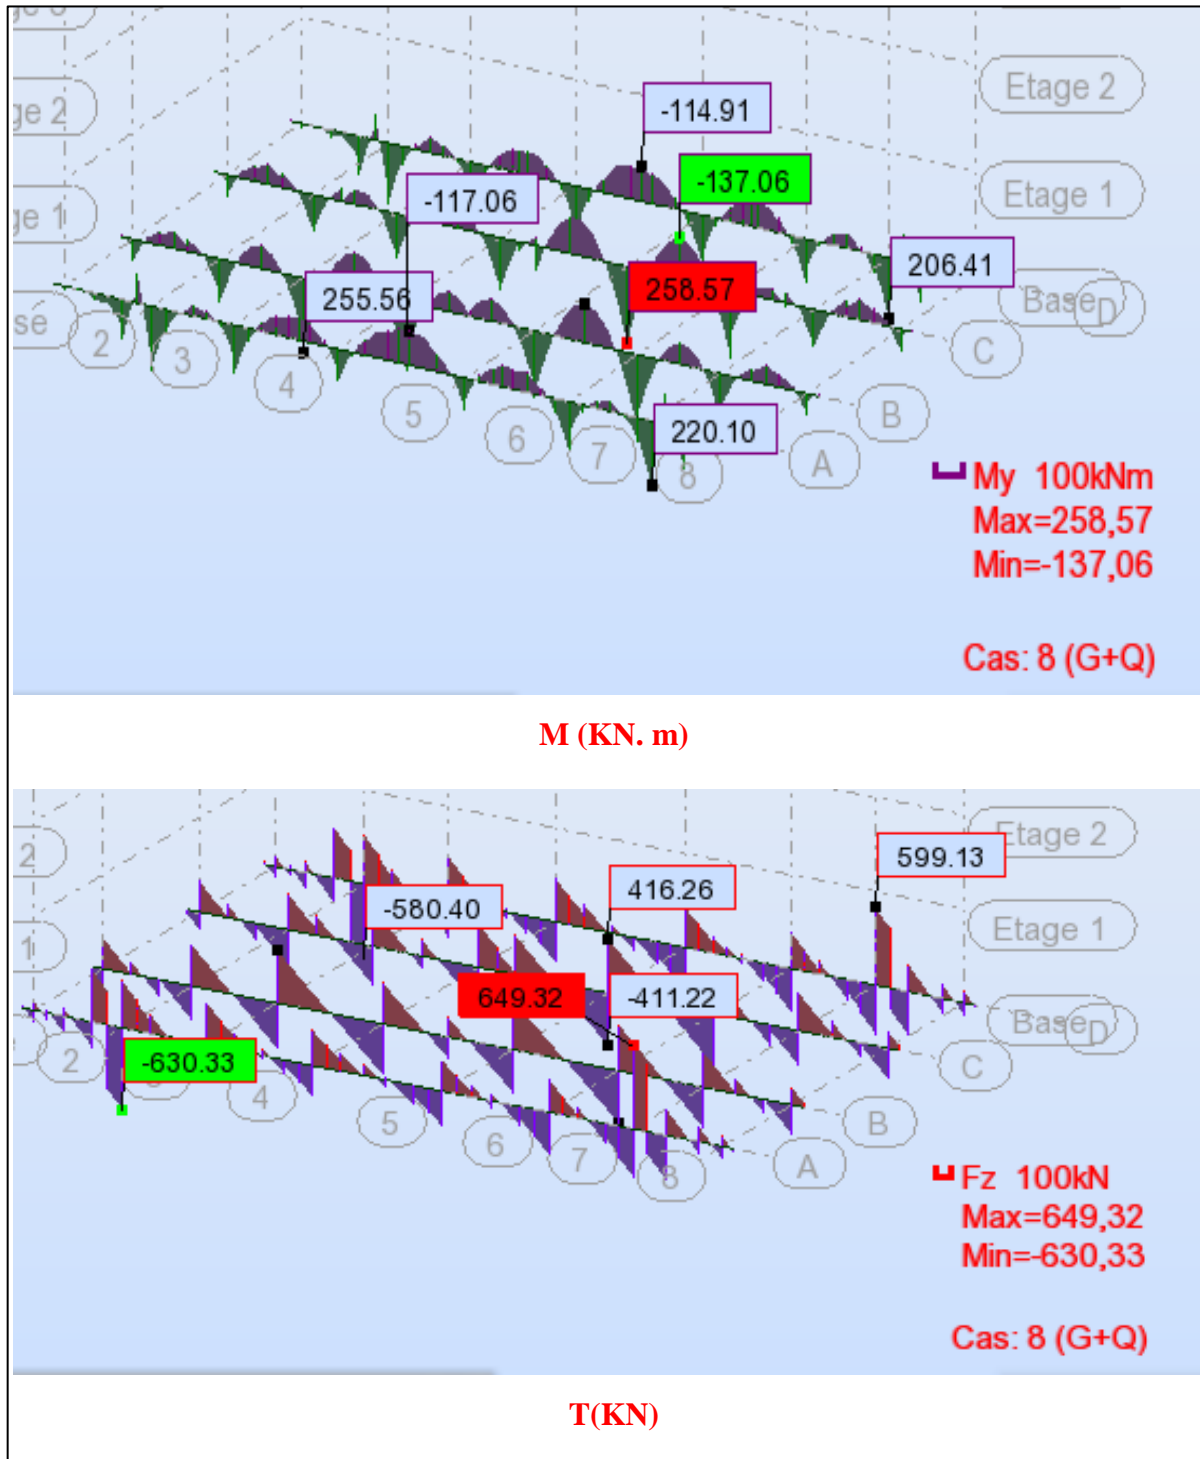 Etage 2
ge 2
-114.91
-137.06
Etage 1
-117.06
ge 1
206.41
258.57
255.56
Base
D
se
2
3
4
C
5
B
6
7
220.10
A
8
My 100kNm
Max=258,57
Min=-137,06
Cas: 8 (G+Q)
M (KN. m)
2
Etage 2
599.13
416.26
-580.40
Etage 1
1
649.32
-411.22
Base
D
2
-630.33
C
4
5
B
6
7
A
8
Fz 100kN
Max=649,32
Min=-630,33
Cas: 8 (G+Q)
T(KN)